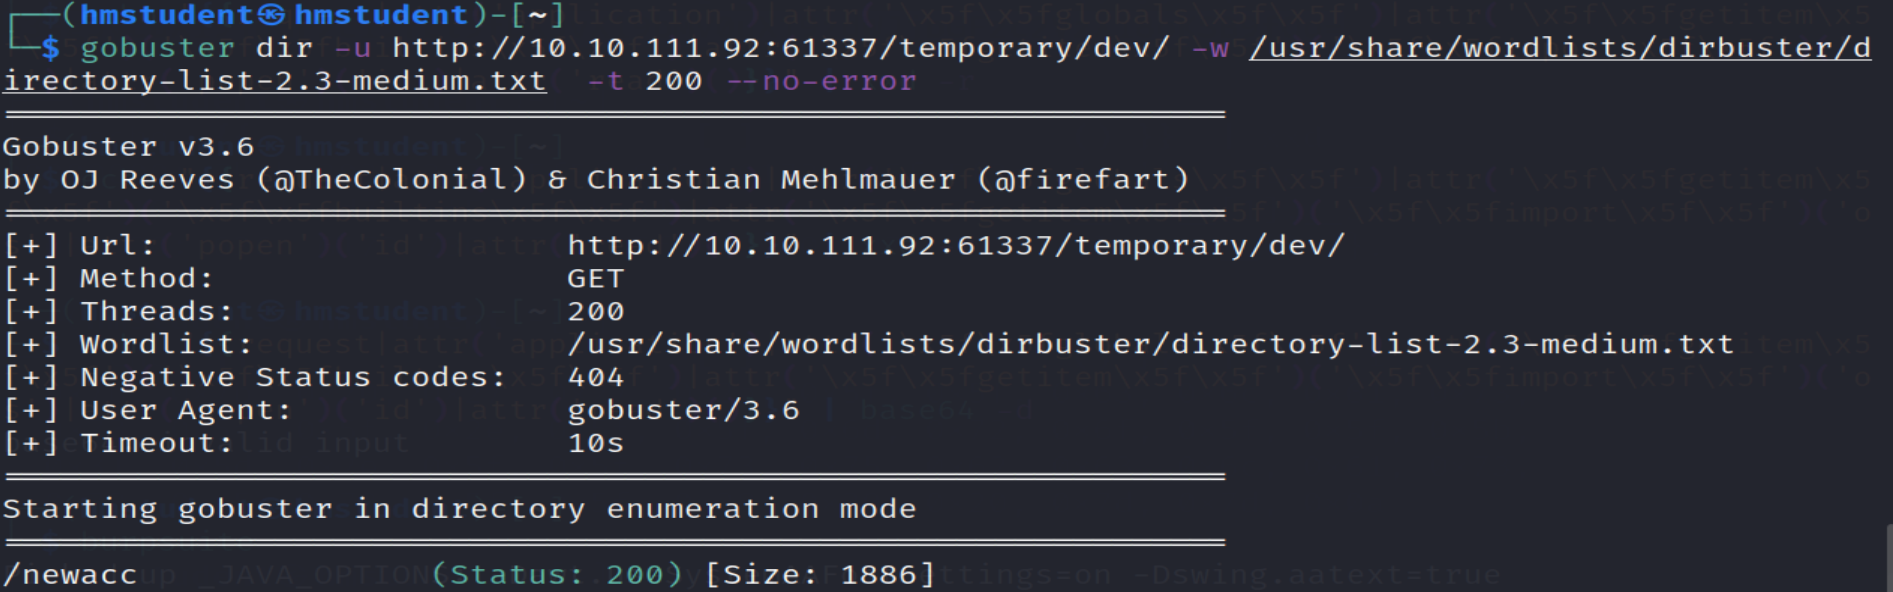 ┌──(hmstudent㉿hmstudent)-[~]
└─$ gobuster dir -u http://10.10.111.92:61337/temporary/dev/ -w /usr/share/wordlists/dirbuster/d
irectory-list-2.3-medium.txt  -t 200 --no-error
Gobuster v3.6
by OJ Reeves (@TheColonial) & Christian Mehlmauer (@firefart)
[+] Url:                     http://10.10.111.92:61337/temporary/dev/
[+] Method:                  GET
[+] Threads:                 200
[+] Wordlist:                /usr/share/wordlists/dirbuster/directory-list-2.3-medium.txt
[+] Negative Status codes:   404
[+] User Agent:              gobuster/3.6
[+] Timeout:                 10s
Starting gobuster in directory enumeration mode
/newacc               (Status: 200) [Size: 1886]